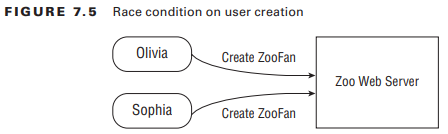 FIGURE 7.5 Race condition on user creation
Olivia
Create ZooFan
Zoo Web Server
Sophia
Create ZooFan